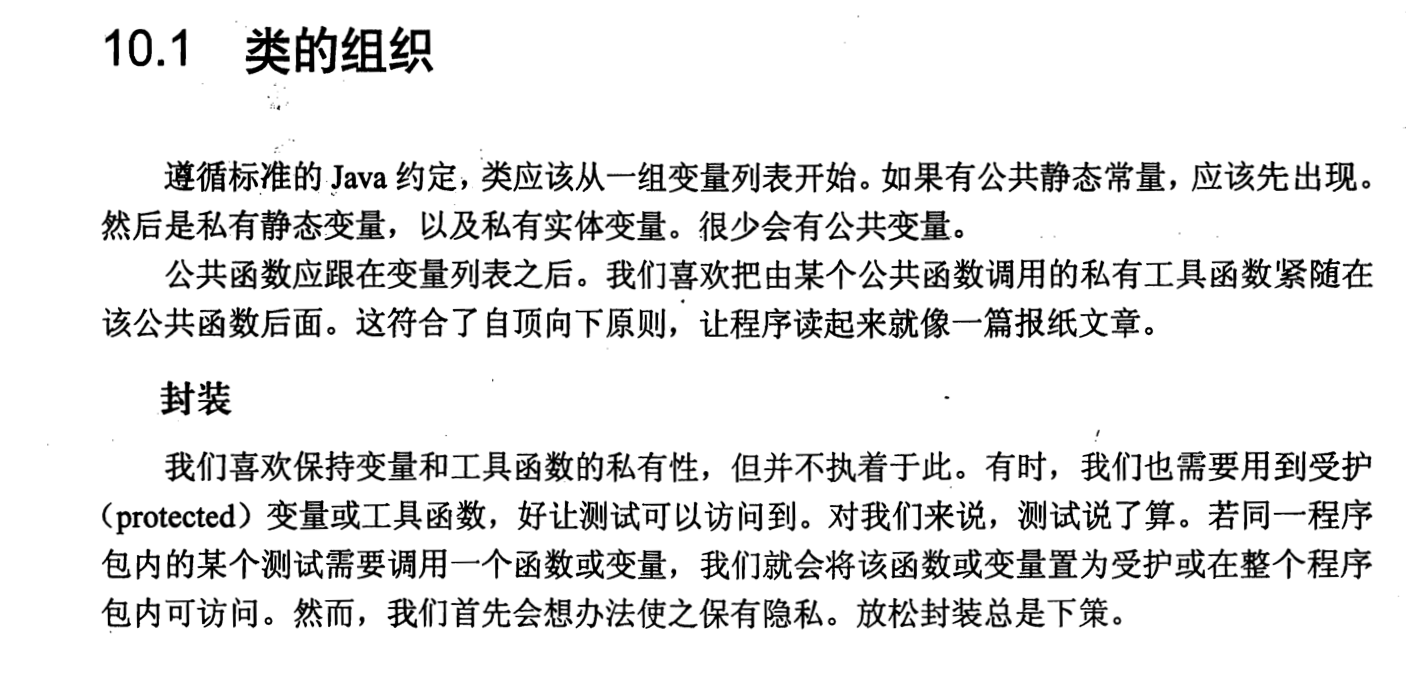 10.1 类的组织
遵循标准的 Java 约定，类应该从一组变量列表开始。如果有公共静态常量，应该先出现。
然后是私有静态变量，以及私有实体变量。很少会有公共变量。
公共函数应跟在变量列表之后。我们喜欢把由某个公共函数调用的私有工具函数紧随在
该公共函数后面。这符合了自顶向下原则，让程序读起来就像一篇报纸文章。
封装
我们喜欢保持变量和工具函数的私有性，但并不执着于此。有时，我们也需要用到受护
（protected）变量或工具函数，好让测试可以访问到。对我们来说，测试说了算。若同一程序
包内的某个测试需要调用一个函数或变量，我们就会将该函数或变量置为受护或在整个程序
包内可访问。然而，我们首先会想办法使之保有隐私。放松封装总是下策。